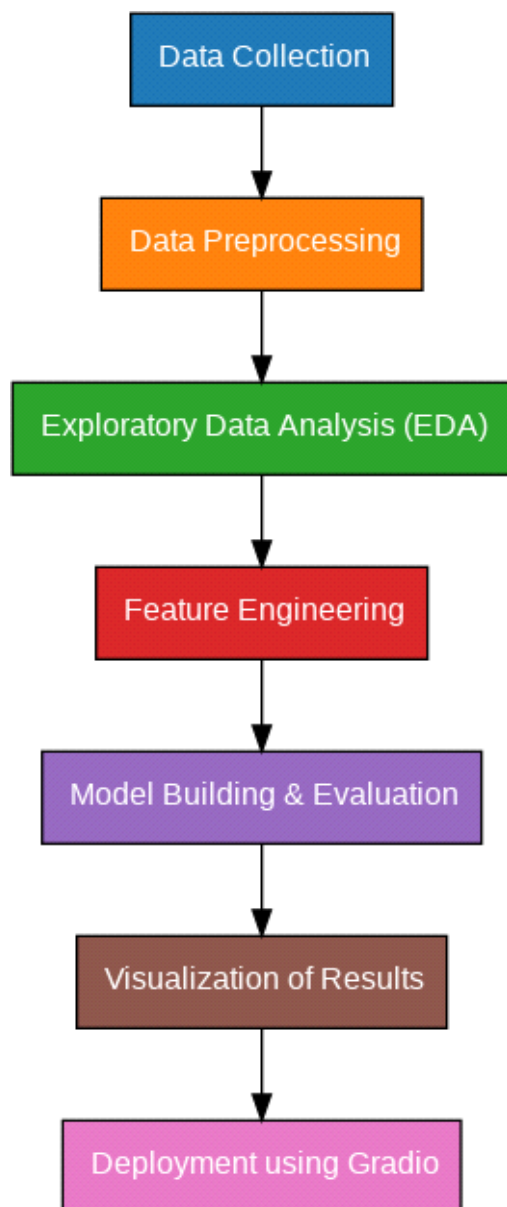 Data Collection
Data Preprocessing
Exploratory Data Analysis (EDA)
Feature Engineering
Model Building & Evaluation
Visualization of Results
Deployment using Gradio